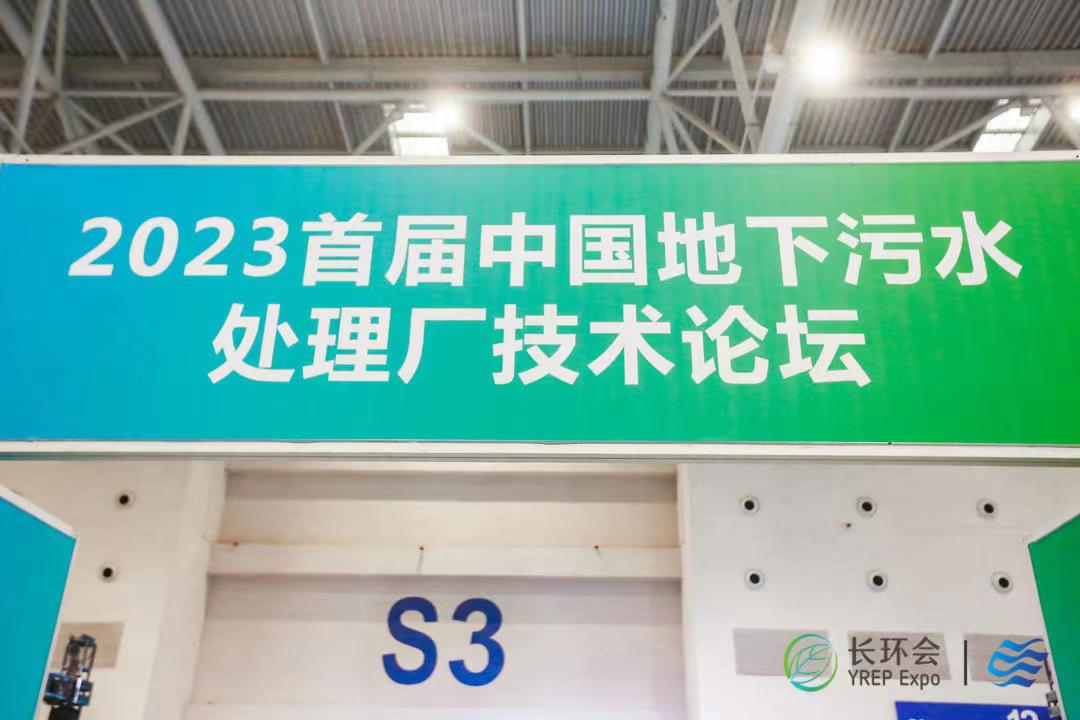 2023首届中国地下污水
处理厂技术论坛
S3
长环会
YREP Expo
12